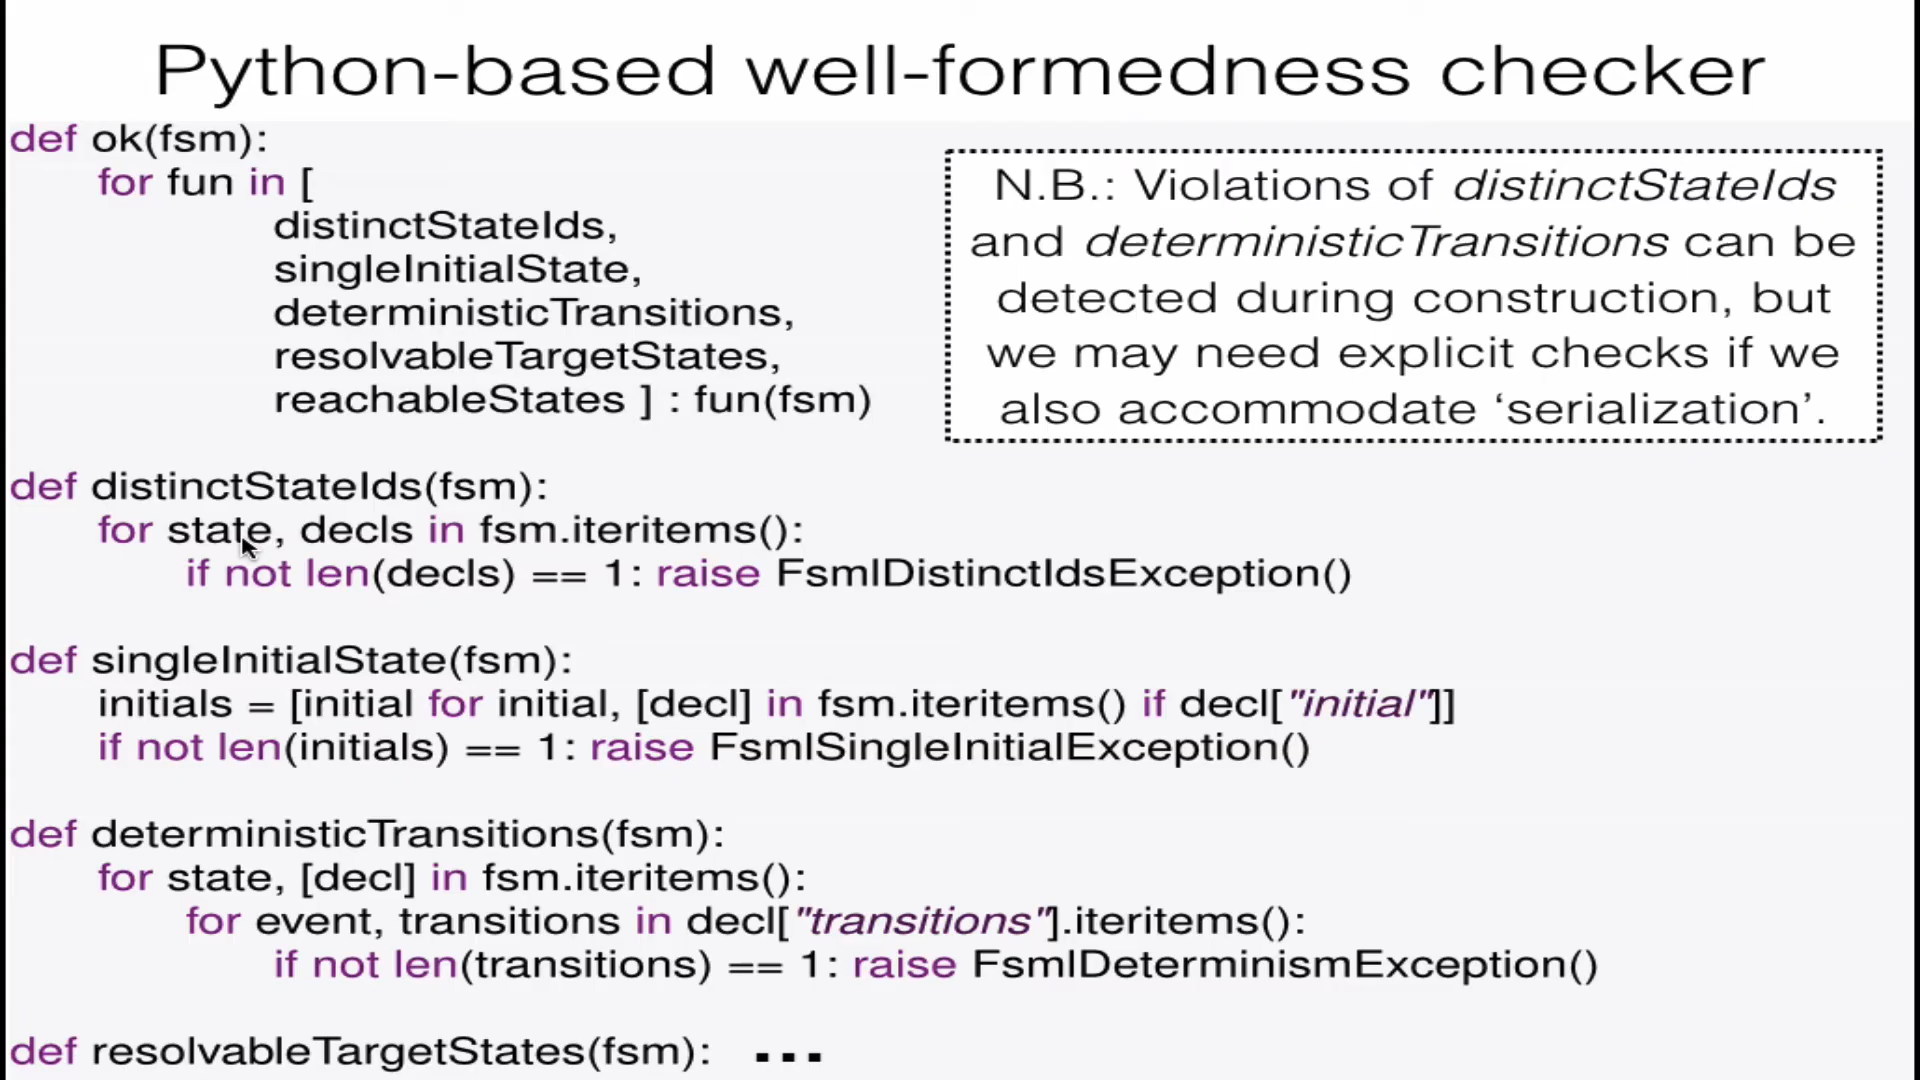 Python-based well-formedness checker
def ok(fsm):
for fun in [
distinctStateIds,
singleInitialState,
deterministicTransitions,
resolvableTargetStates,
reachableStates ] : fun(fsm)
N.B.: Violations of distinctStateIds
and deterministicTransitions can be
detected during construction, but
we may need explicit checks if we
also accommodate ‘serialization’.
def distinctStateIds(fsm):
for state, decls in fsm.iteritems():
if not len(decls) == 1: raise FsmlDistinctIdsException()
def singleInitialState(fsm):
initials = [initial for initial, [decl] in fsm.iteritems() if decl["initial"]]
if not len(initials) == 1: raise FsmlSingleInitialException()
def deterministicTransitions(fsm):
for state, [decl] in fsm.iteritems():
for event, transitions in decl["transitions"].iteritems():
if not len(transitions) == 1: raise FsmlDeterminismException()
def resolvableTargetStates(fsm): ...